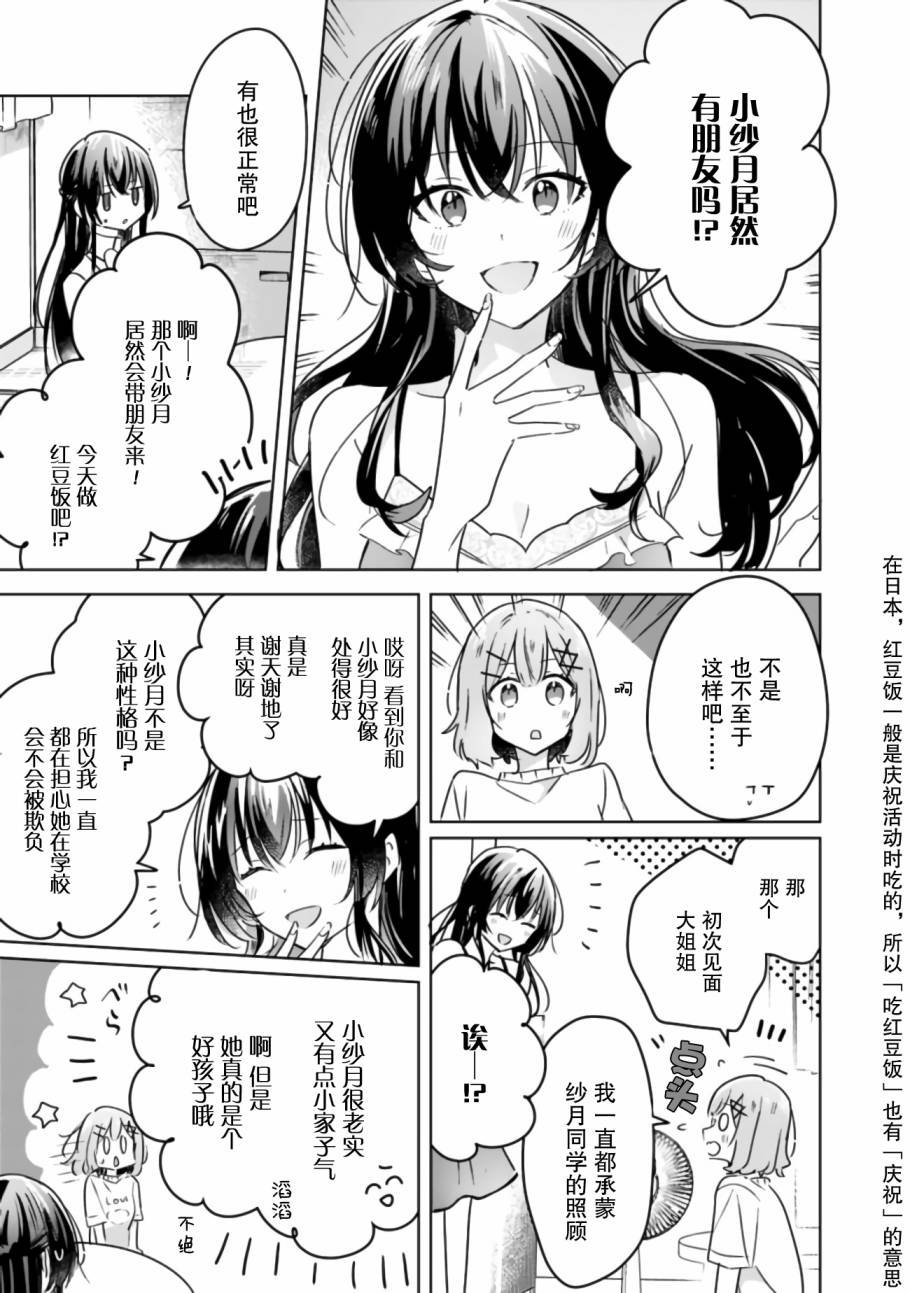 小纱月居然
有朋友吗!?
有也很正常吧
啊—!
那个小纱月
居然会带朋友来!
今天做
红豆饭吧!?
不是
也不至于
这样吧……
啊
哎呀 看到你和
小纱月好像
处得很好
真是
谢天谢地了
其实呀
小纱月不是
这种性格吗?
所以我一直
都在担心她在学校
会不会被欺负
那
那个
初次见面
大姐姐
点头
诶—!?
我一直都承蒙
纱月同学的照顾
小纱月很老实
又有点小家子气
啊 但是
她真的是个
好孩子哦
べら
滔滔
不绝
Love
在日本,红豆饭一般是庆祝活动时吃的,所以「吃红豆饭」也有「庆祝」的意思